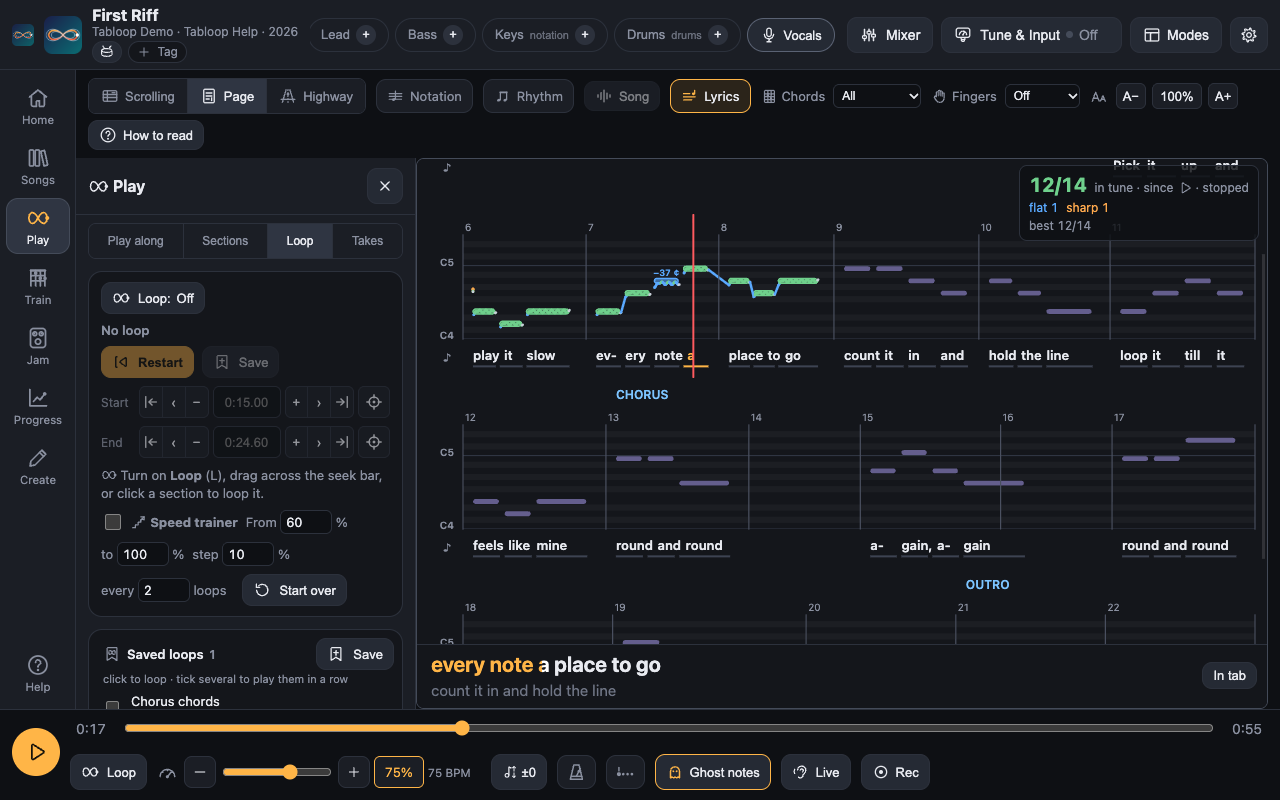 First Riff
Tabloop Demo · Tabloop Help · 2026
+ Tag
Lead +
Bass +
Keys notation +
Drums drums +
Vocals
Mixer
Tune & Input Off
Modes
Scrolling
Page
Highway
Notation
Rhythm
Song
Lyrics
Chords All
Fingers Off
AA A− 100% A+
How to read
Home
Songs
Play
Train
Jam
Progress
Create
Help
Play
Play along
Sections
Loop
Takes
Loop: Off
No loop
Restart
Save
Start ‹ − 0:15.00 + ›
End ‹ − 0:24.60 + ›
Turn on Loop (L), drag across the seek bar,
or click a section to loop it.
Speed trainer From 60 %
to 100 % step 10 %
every 2 loops Start over
Saved loops 1
Save
click to loop · tick several to play them in a row
Chorus chords
Pick it up and
12/14 in tune · since ▷ · stopped
flat 1 sharp 1
best 12/14
6 7 8 9 10 11
C5
−37 ¢
C4
play it slow ev- ery note a place to go count it in and hold the line loop it till it
CHORUS
12 13 14 15 16 17
C5
C4
feels like mine round and round a- gain, a- gain round and round
OUTRO
18 19 20 21 22
C5
every note a place to go
count it in and hold the line
In tab
0:17
0:55
Loop
− + 75% 75 BPM
±0
Ghost notes
Live
Rec